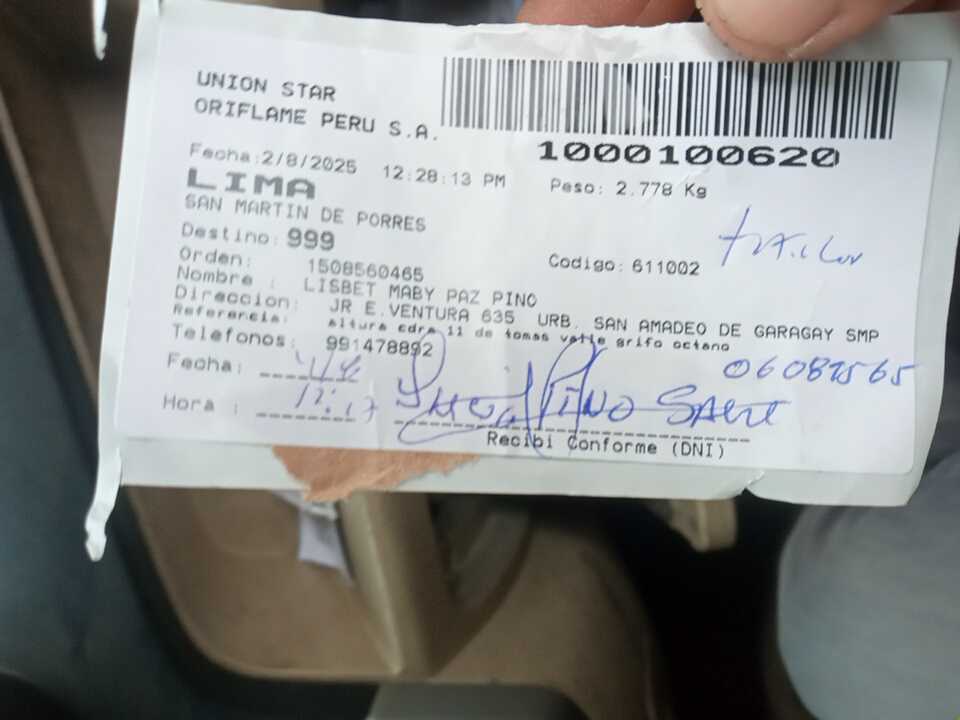 UNION STAR
ORIFLAME PERU S.A.
1000100620
Fecha:2/8/2025 12:28:13 PM
Peso: 2.778 Kg
LIMA
SAN MARTIN DE PORRES
Destino: 999
Codigo: 611002
Orden: 1508560465
Nombre : LISBET MABY PAZ PINO
Direccion: JR E.VENTURA 635 URB. SAN AMADEO DE GARAGAY SMP
Referencia: altura cdra 11 de tomas valle grifo octano
Telefonos: 991478892
Fecha:
Hora : PINO
Recibi Conforme (DNI)